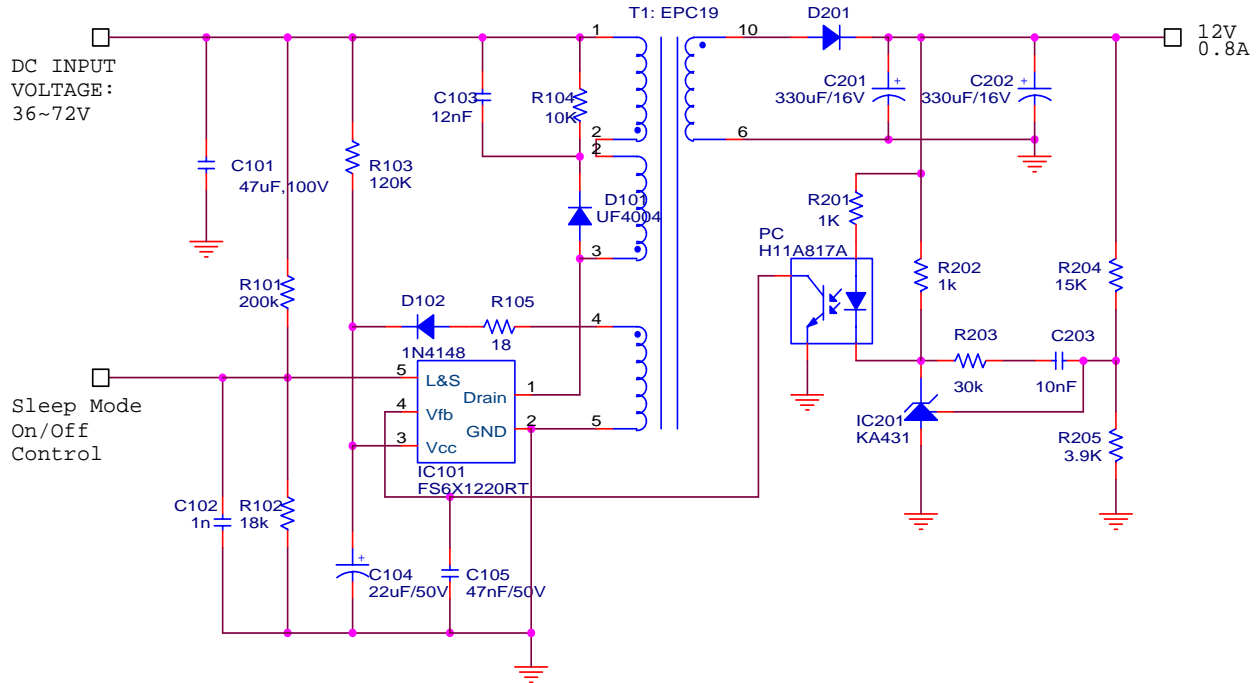 T1: EPC19
D201
12V
0.8A
DC INPUT
VOLTAGE:
36~72V
1
10
C103
12nF
R104
10K
C201
330uF/16V
+
C202
330uF/16V
+
2
2
6
C101
47uF,100V
R103
120K
D101
UF4004
R201
1K
PC
H11A817A
3
R101
200k
R202
1k
R204
15K
D102
1N4148
R105
18
4
R203
30k
C203
10nF
Sleep Mode
On/Off
Control
5
L&S
4
Vfb
3
Vcc
Drain
1
GND
2
5
IC101
FS6X1220RT
IC201
KA431
R205
3.9K
C102
1n
R102
18k
+
C104
22uF/50V
C105
47nF/50V